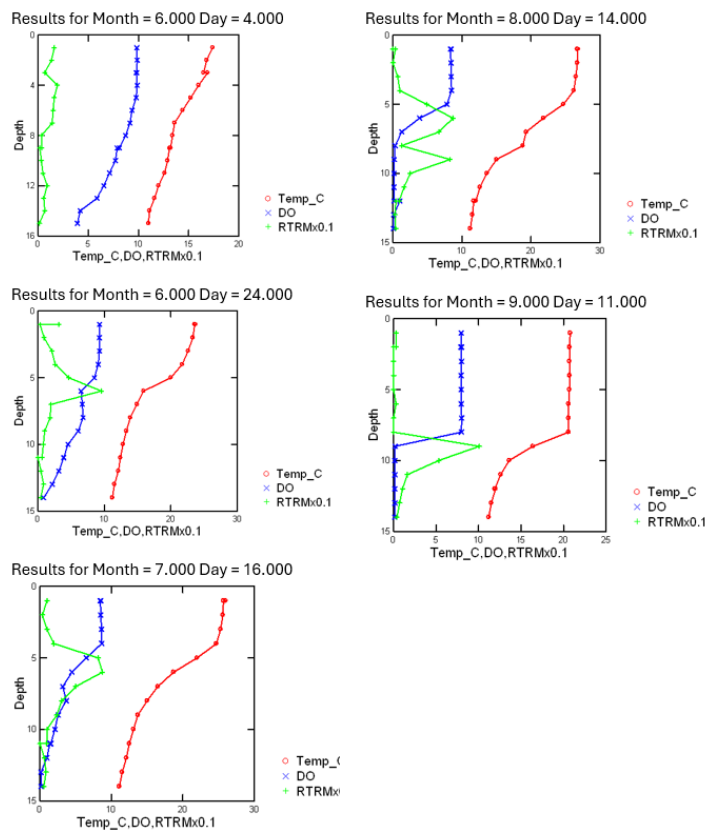 Results for Month = 6.000 Day = 4.000
0
3
6
Depth
9
12
15
0 5 10 15 20
Temp_C,DO,RTRMx0.1
Temp_C
DO
RTRMx0.1
Results for Month = 8.000 Day = 14.000
0
5
Depth
10
15
0 10 20 30
Temp_C,DO,RTRMx0.1
Temp_C
DO
RTRMx0.1
Results for Month = 6.000 Day = 24.000
0
5
Depth
10
15
0 10 20 30
Temp_C,DO,RTRMx0.1
Temp_C
DO
RTRMx0.1
Results for Month = 9.000 Day = 11.000
0
5
Depth
10
15
0 5 10 15 20 25
Temp_C,DO,RTRMx0.1
Temp_C
DO
RTRMx0.1
Results for Month = 7.000 Day = 16.000
0
5
Depth
10
15
0 10 20 30
Temp_C,DO,RTRMx0.1
Temp_C
DO